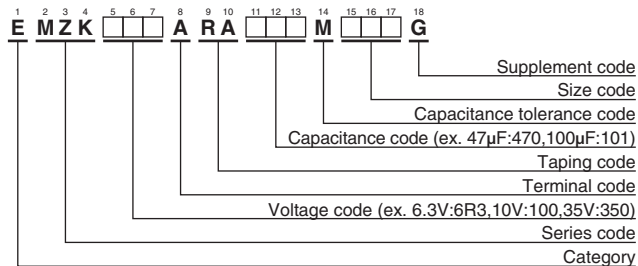 1 2 3 4 5 6 7 8 9 10 11 12 13 14 15 16 17 18
E M Z K □ □ □ A R A □ □ □ M □ □ □ G
Supplement code
Size code
Capacitance tolerance code
Capacitance code (ex. 47μF:470,100μF:101)
Taping code
Terminal code
Voltage code (ex. 6.3V:6R3,10V:100,35V:350)
Series code
Category